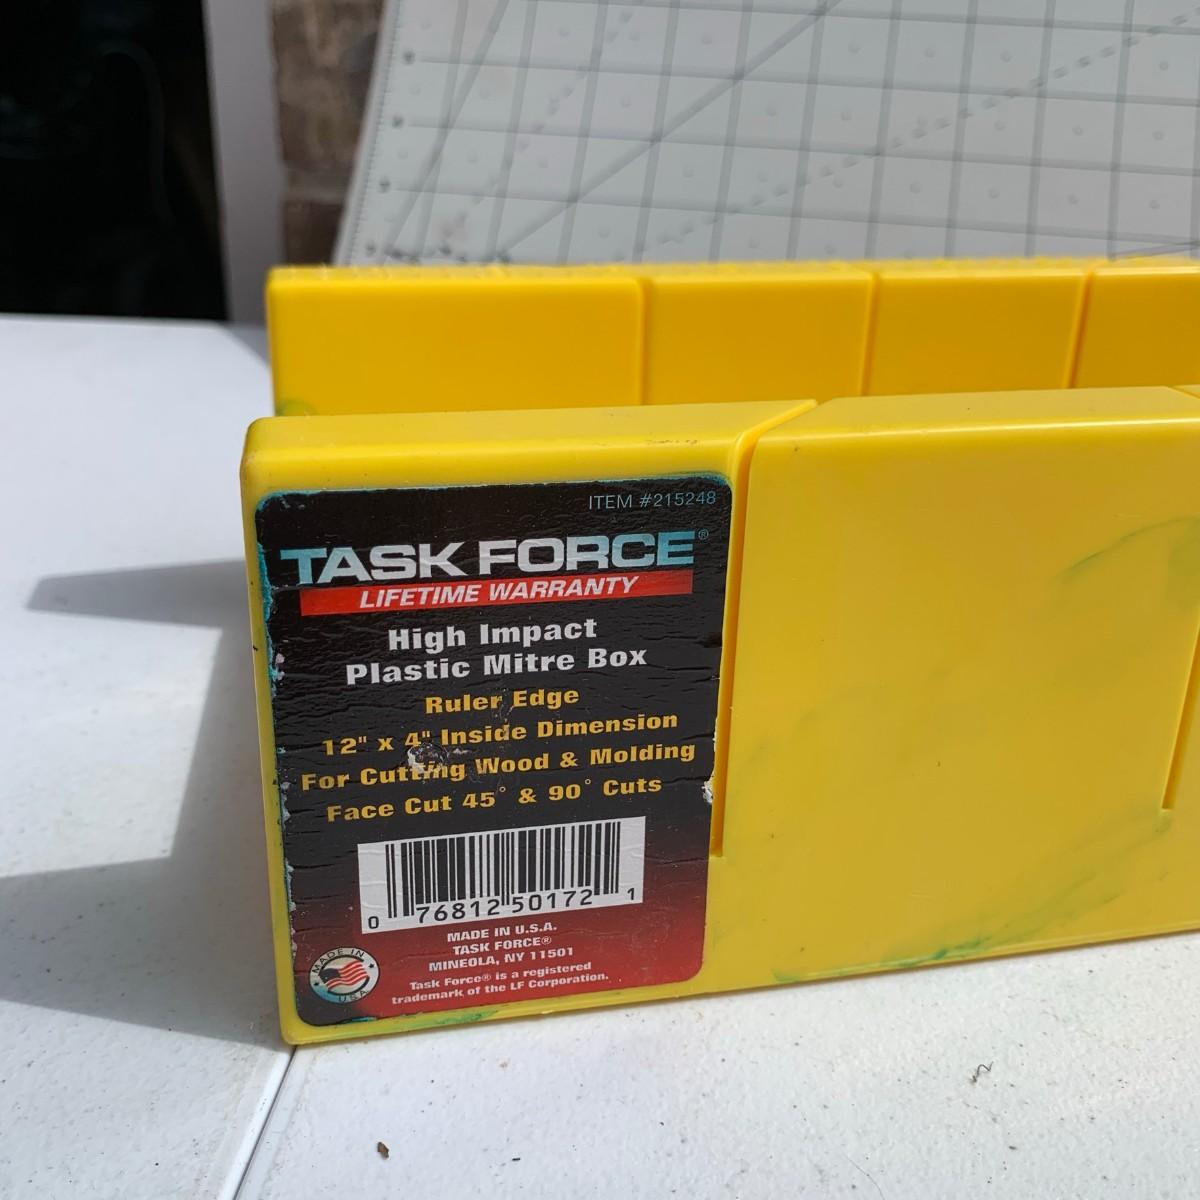 ITEM #215248
TASK FORCE®
LIFETIME WARRANTY
High Impact
Plastic Mitre Box
Ruler Edge
12" x 4" Inside Dimension
For Cutting Wood & Molding
Face Cut 45° & 90° Cuts
0 76812 50172 1
MADE IN U.S.A.
TASK FORCE®
MINEOLA, NY 11501
Task Force® is a registered
trademark of the LF Corporation.
MADE IN
USA